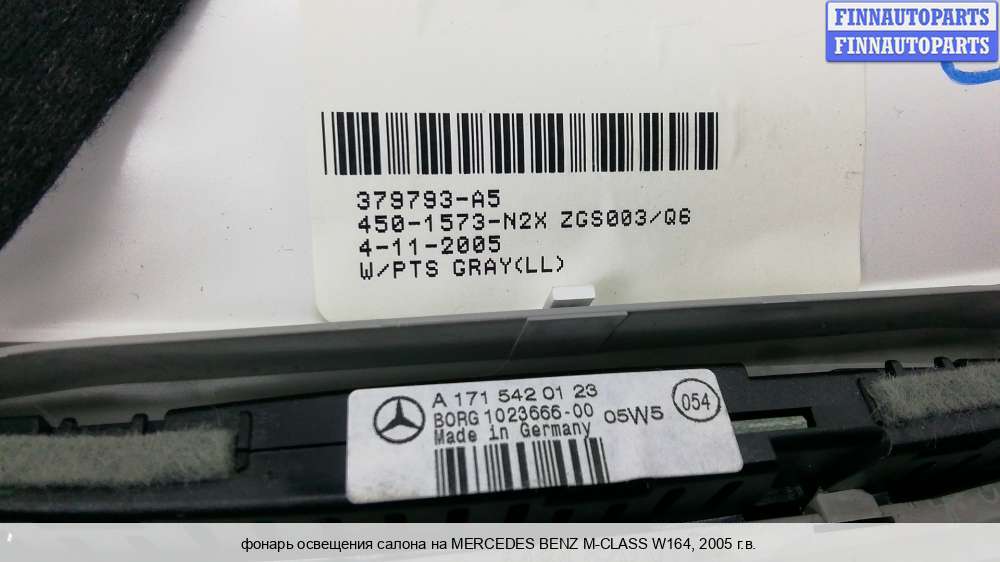 FINNAUTOPARTS
FINNAUTOPARTS
379793-A5
450-1573-N2X ZGS003/Q6
4-11-2005
W/PTS GRAY(LL)
A 171 542 01 23
BORG 1023666-00 05W5 054
Made in Germany
фонарь освещения салона на MERCEDES BENZ M-CLASS W164, 2005 г.в.